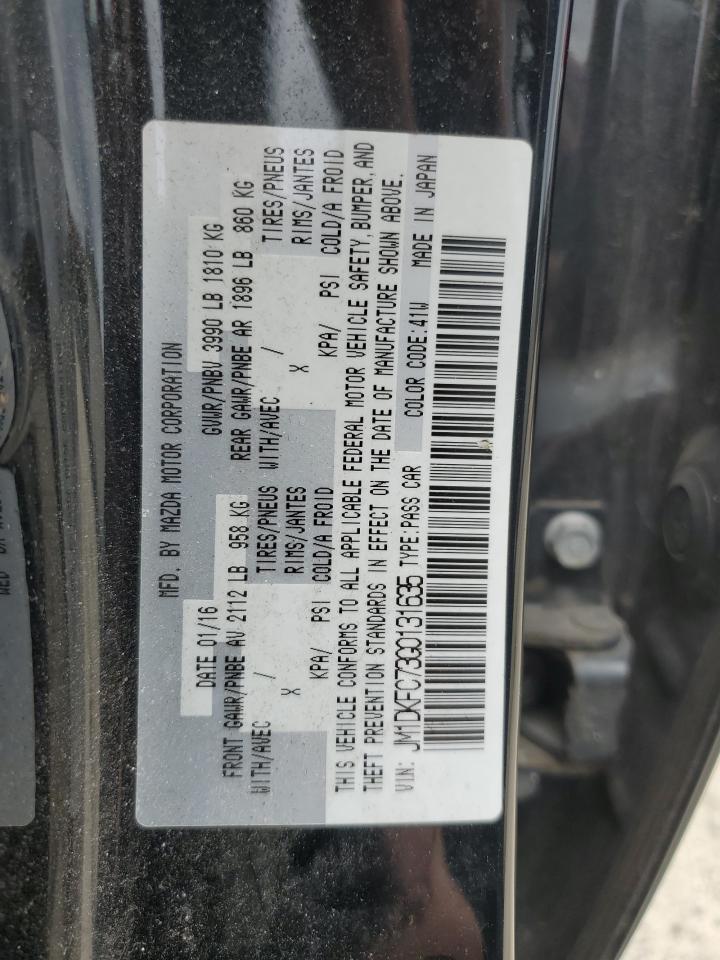 MFD. BY MAZDA MOTOR CORPORATION
DATE 01/16 GVWR/PNBV 3990 LB 1810 KG
FRONT GAWR/PNBE AV 2112 LB 958 KG REAR GAWR/PNBE AR 1896 LB 860 KG
WITH/AVEC / TIRES/PNEUS WITH/AVEC / TIRES/PNEUS
X RIMS/JANTES X RIMS/JANTES
KPA/ PSI COLD/A FROID KPA/ PSI COLD/A FROID
THIS VEHICLE CONFORMS TO ALL APPLICABLE FEDERAL MOTOR VEHICLE SAFETY, BUMPER, AND
THEFT PREVENTION STANDARDS IN EFFECT ON THE DATE OF MANUFACTURE SHOWN ABOVE.
VIN: JM1DKFC73G0131635 TYPE:PASS CAR COLOR CODE:41W MADE IN JAPAN